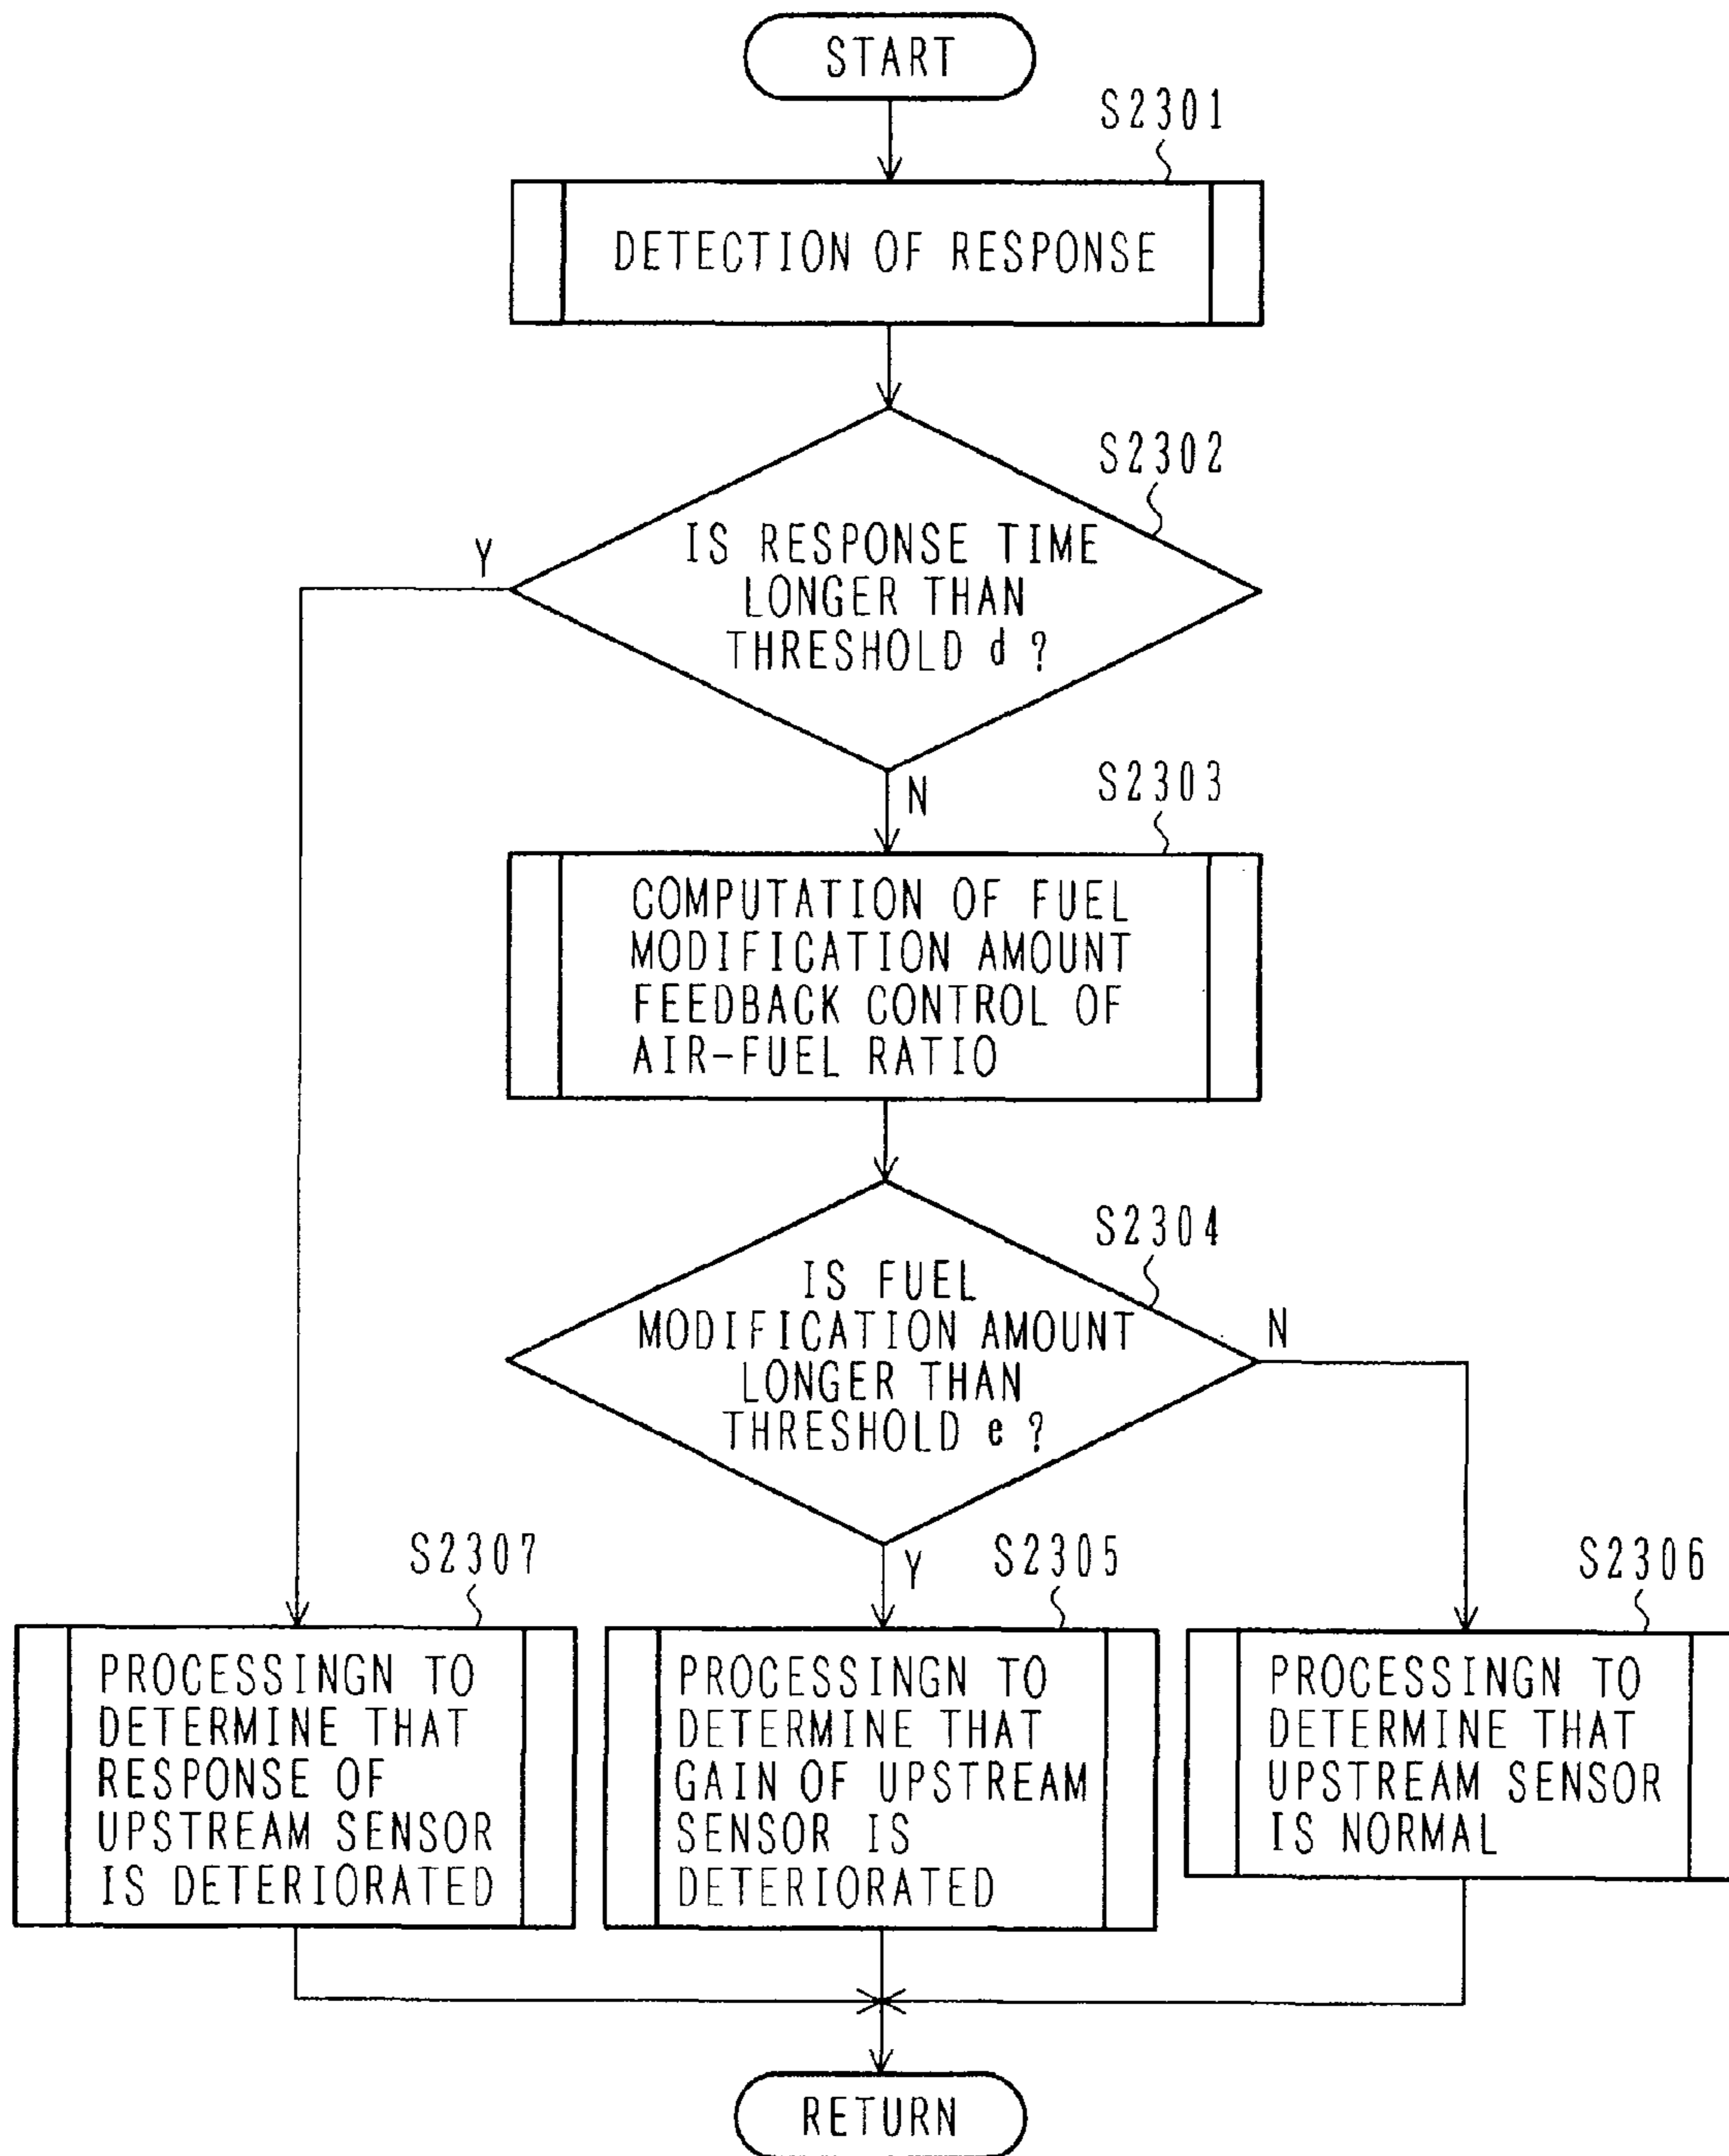 START
S2301
DETECTION OF RESPONSE
S2302
IS RESPONSE TIME
LONGER THAN
THRESHOLD d ?
Y
N
S2303
COMPUTATION OF FUEL
MODIFICATION AMOUNT
FEEDBACK CONTROL OF
AIR-FUEL RATIO
S2304
IS FUEL
MODIFICATION AMOUNT
LONGER THAN
THRESHOLD e ?
N
Y
S2307
PROCESSINGN TO
DETERMINE THAT
RESPONSE OF
UPSTREAM SENSOR
IS DETERIORATED
S2305
PROCESSINGN TO
DETERMINE THAT
GAIN OF UPSTREAM
SENSOR IS
DETERIORATED
S2306
PROCESSINGN TO
DETERMINE THAT
UPSTREAM SENSOR
IS NORMAL
RETURN